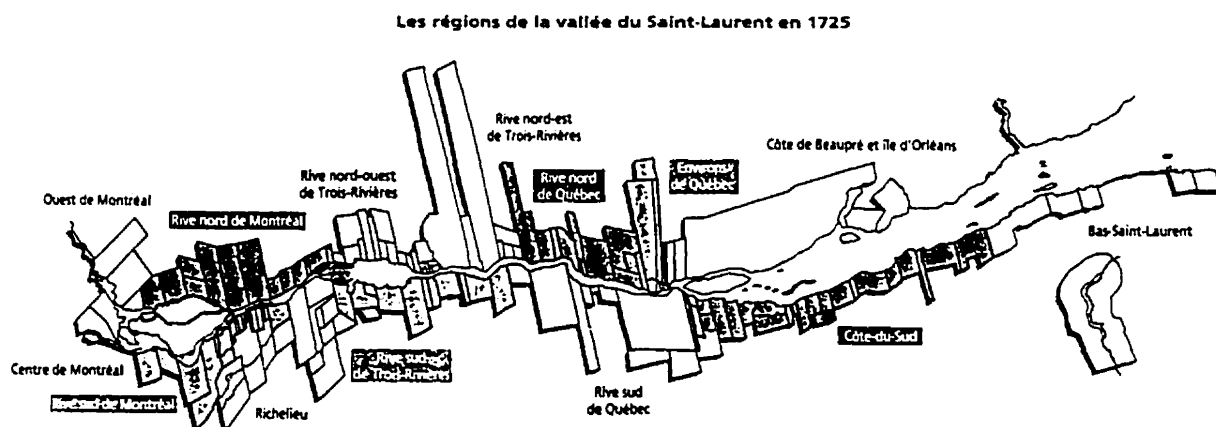 Les régions de la vallée du Saint-Laurent en 1725
Rive nord-est
de Trois-Rivières
Côte de Beaupré et île d'Orléans
Environs
de Québec
Rive nord
de Québec
Rive nord-ouest
de Trois-Rivières
Ouest de Montréal
Rive nord de Montréal
Bas-Saint-Laurent
Côte-du-Sud
Rive sud
de Trois-Rivières
Centre de Montréal
Rive sud de Montréal
Richelieu
Rive sud
de Québec